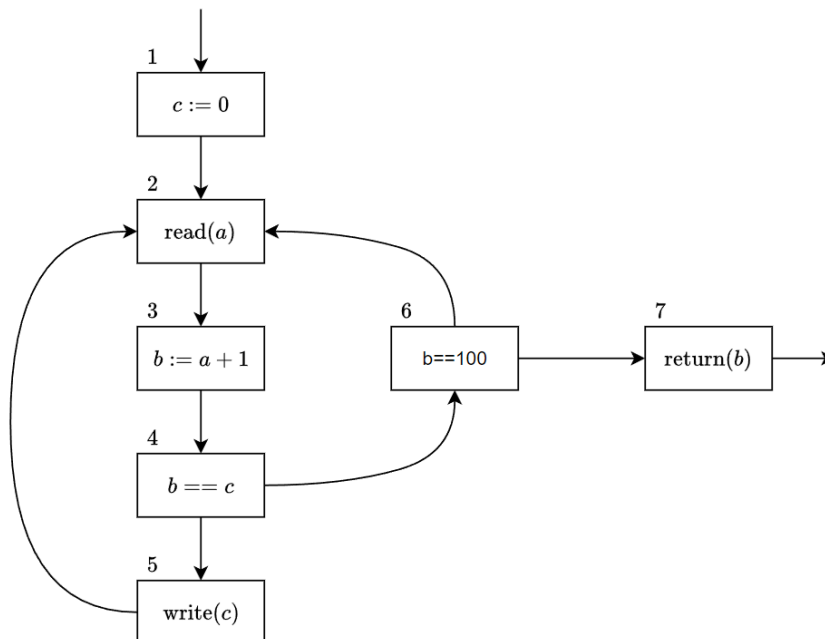 1
c := 0
2
read(a)
3
b := a + 1
6
b==100
7
return(b)
4
b == c
5
write(c)